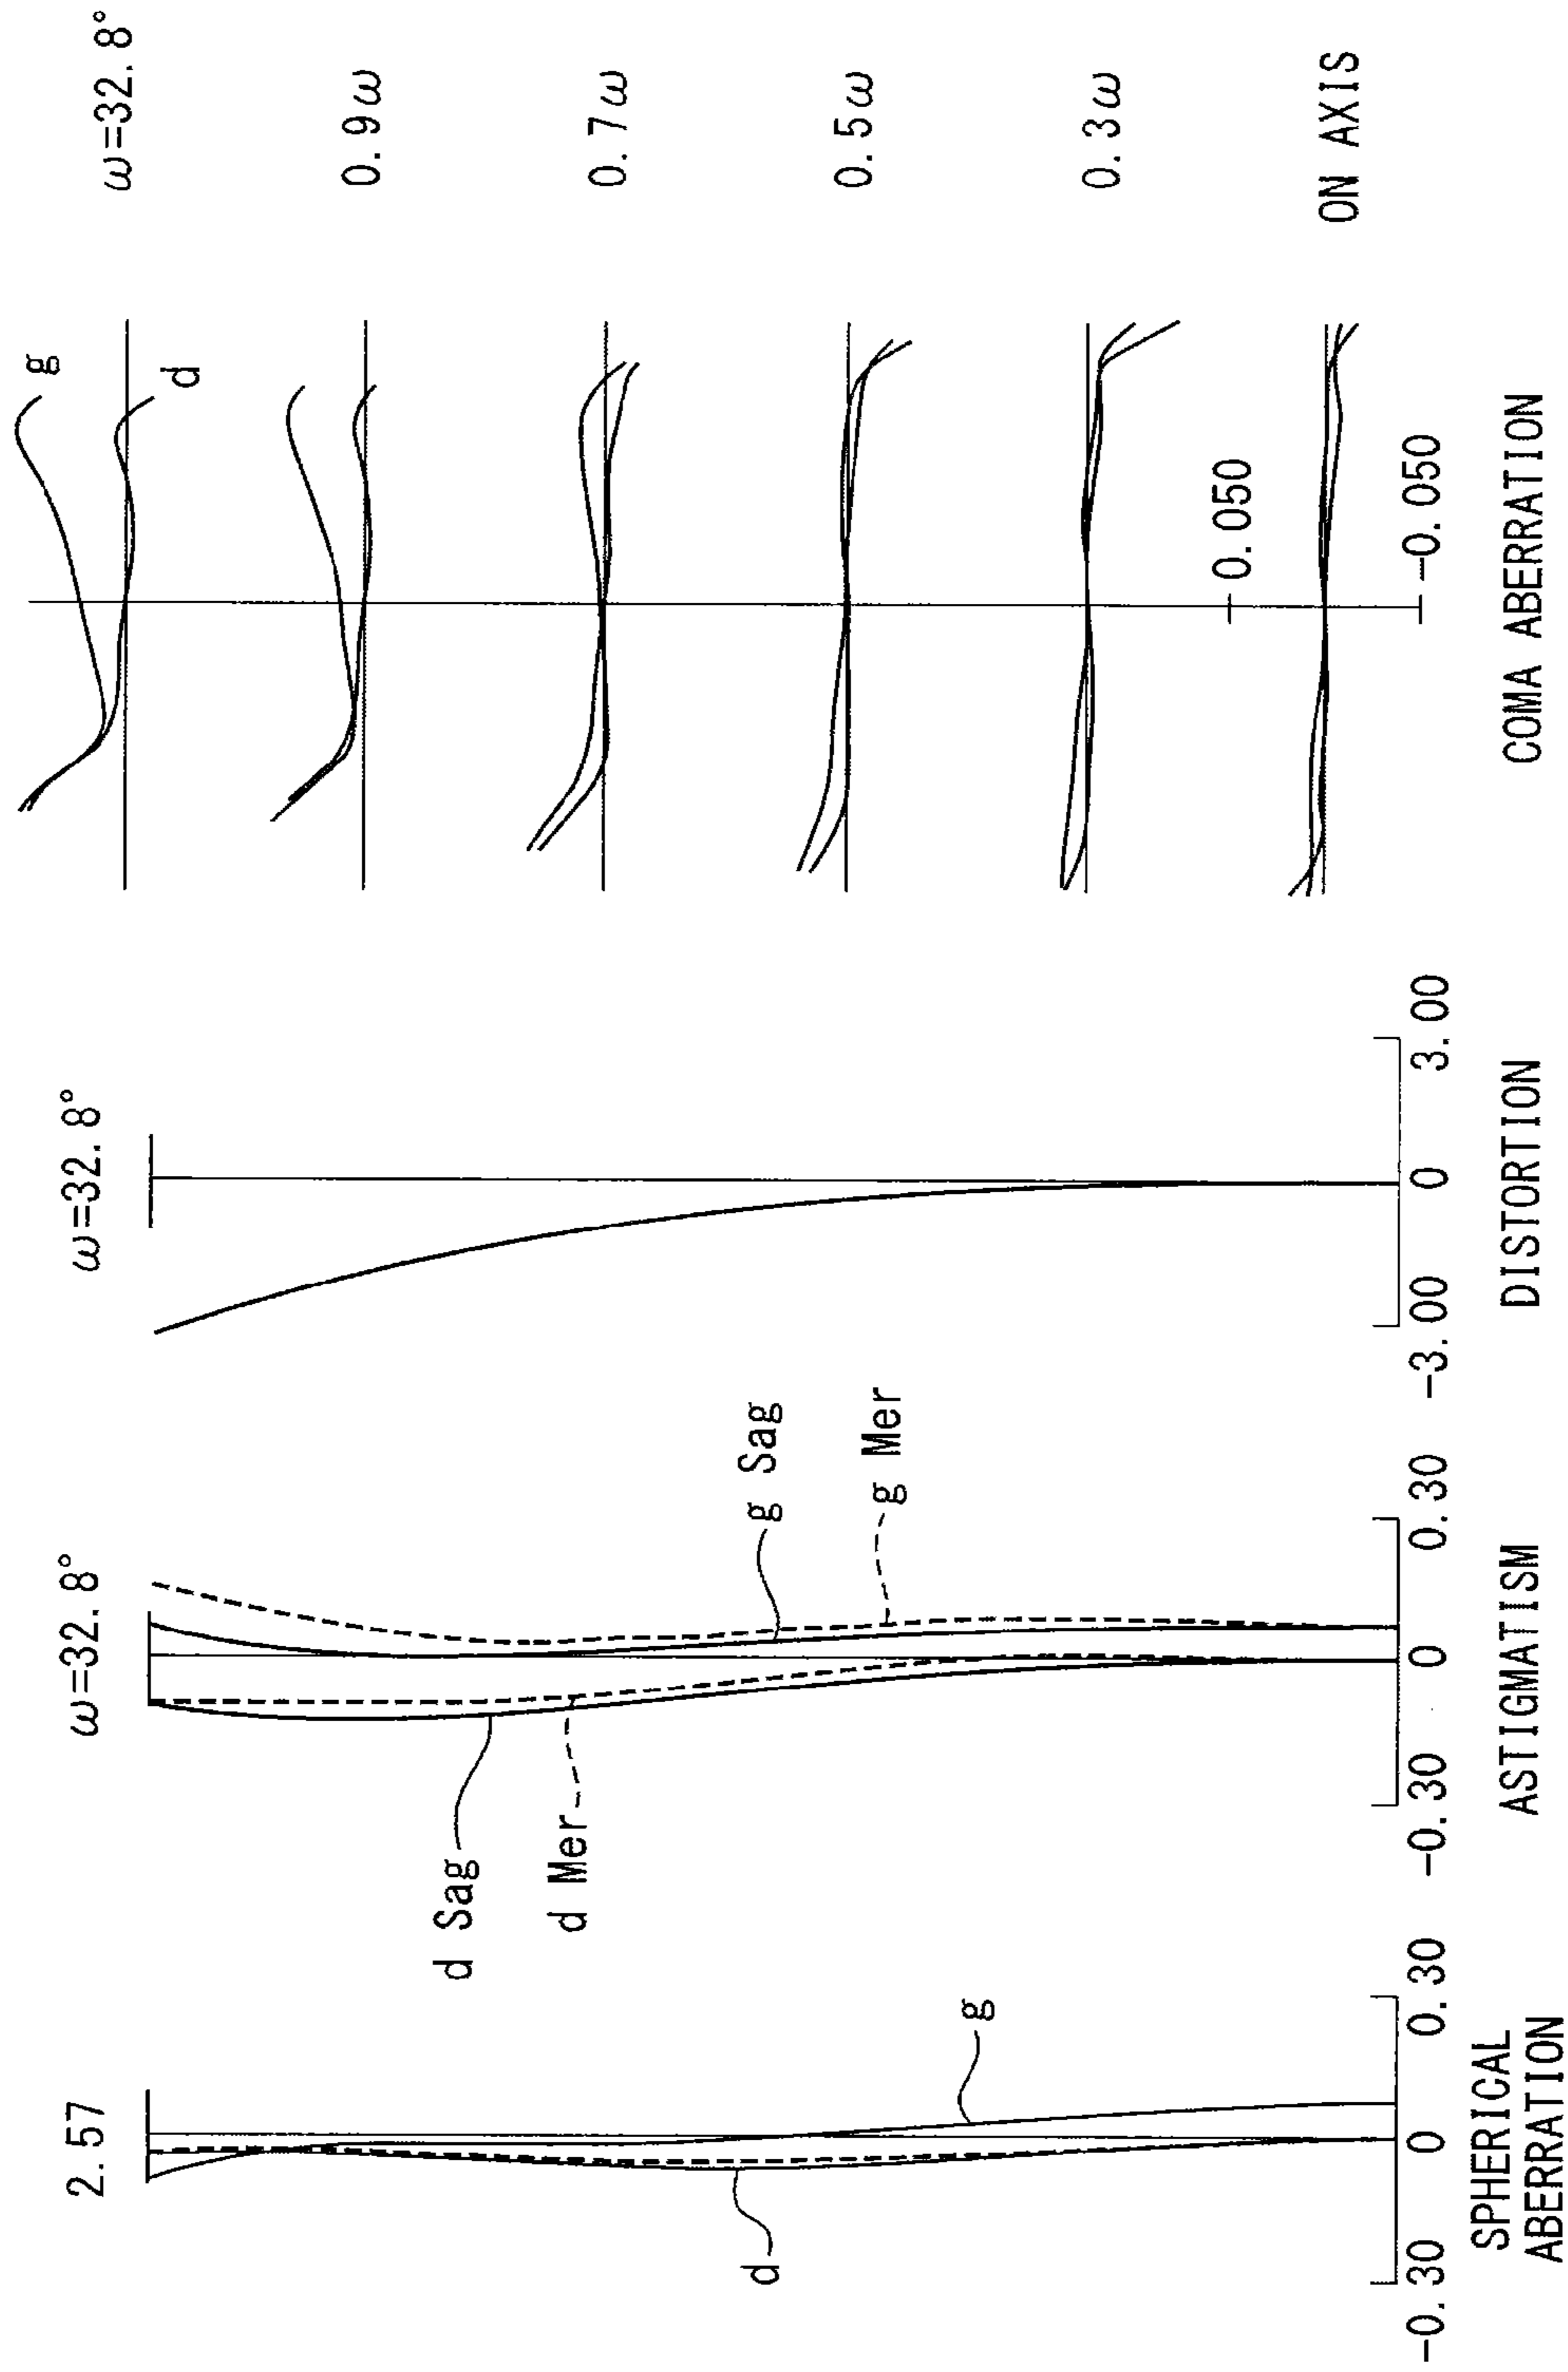 2.57
d
g
-0.30
0
0.30
SPHERICAL
ABERRATION
ω=32.8°
d Sag
d Mer
g Sag
g Mer
-0.30
0
0.30
ASTIGMATISM
ω=32.8°
-3.00
0
3.00
DISTORTION
g
d
ω=32.8°
0.9ω
0.7ω
0.5ω
0.3ω
0.050
ON AXIS
-0.050
COMA ABERRATION